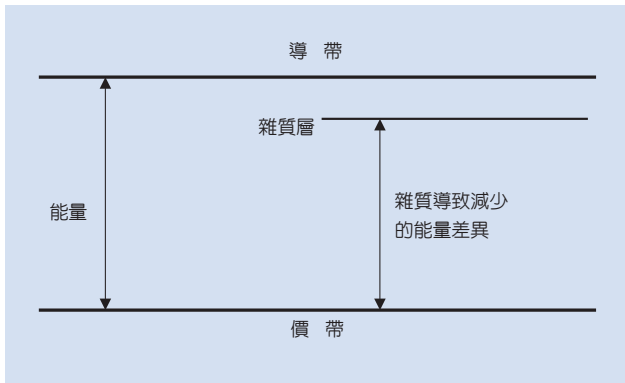 導 帶
雜質層
能量
雜質導致減少
的能量差異
價 帶